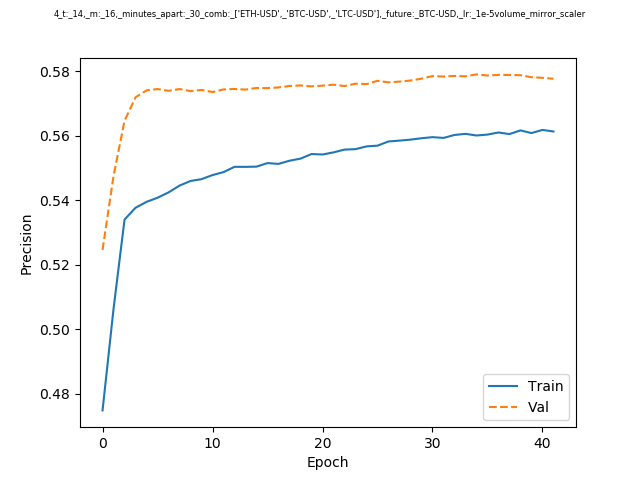 4_t:_14,_m:_16,_minutes_apart:_30_comb:_['ETH-USD',_'BTC-USD',_'LTC-USD'],_future:_BTC-USD,_lr:_1e-5volume_mirror_scaler
0.58
0.56
0.54
0.52
0.50
0.48
Precision
Train
Val
0 10 20 30 40
Epoch